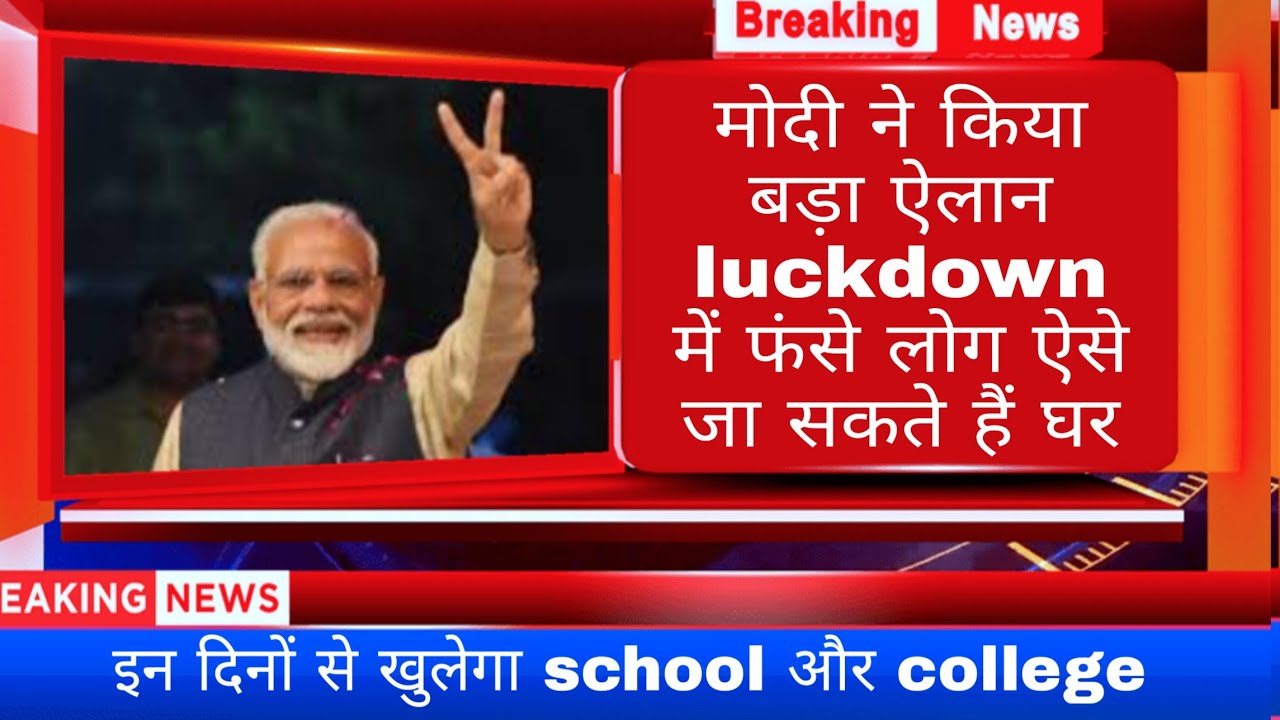 Breaking News
मोदी ने किया
बड़ा ऐलान
luckdown
में फंसे लोग ऐसे
जा सकते हैं घर
EAKING NEWS
इन दिनों से खुलेगा school और college